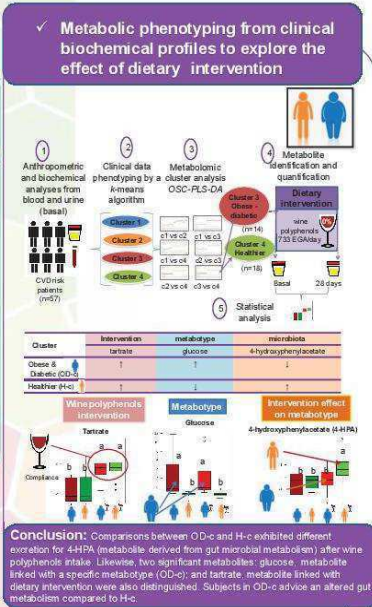 ✓ Metabolic phenotyping from clinical
biochemical profiles to explore the
effect of dietary intervention
1
Anthropometric
and biochemical
analyses from
blood and urine
(basal)
CVD risk
patients
(n=57)
2
Clinical data
phenotyping by a
k-means
algorithm
Cluster 1
Cluster 2
Cluster 3
Cluster 4
3
Metabolomic
cluster analysis
OSC-PLS-DA
c1 vs c2
c1 vs c3
c2 vs c4
c3 vs c4
Cluster 3
Obese -
diabetic
(n=14)
Cluster 4
Healthier
(n=18)
4
Metabolite
identification and
quantification
Dietary
intervention
wine
polyphenols
733 EGA/day
0%
Basal
28 days
5
Statistical
analysis
Cluster
Intervention
metabotype
microbiota
tartrate
glucose
4-hydroxyphenylacetate
Obese &
Diabetic (OD-c)
↑
↑
↓
Healthier (H-c)
↑
↓
↑
Wine polyphenols
intervention
Metabotype
Intervention effect
on metabotype
Tartrate
Glucose
4-hydroxyphenylacetate (4-HPA)
Compliance
b b a a
a a b b
b b b a
Conclusion: Comparisons between OD-c and H-c exhibited different
excretion for 4-HPA (metabolite derived from gut microbial metabolism) after wine
polyphenols intake. Likewise, two significant metabolites: glucose, metabolite
linked with a specific metabotype (OD-c); and tartrate, metabolite linked with
dietary intervention were also distinguished. Subjects in OD-c advice an altered gut
metabolism compared to H-c.